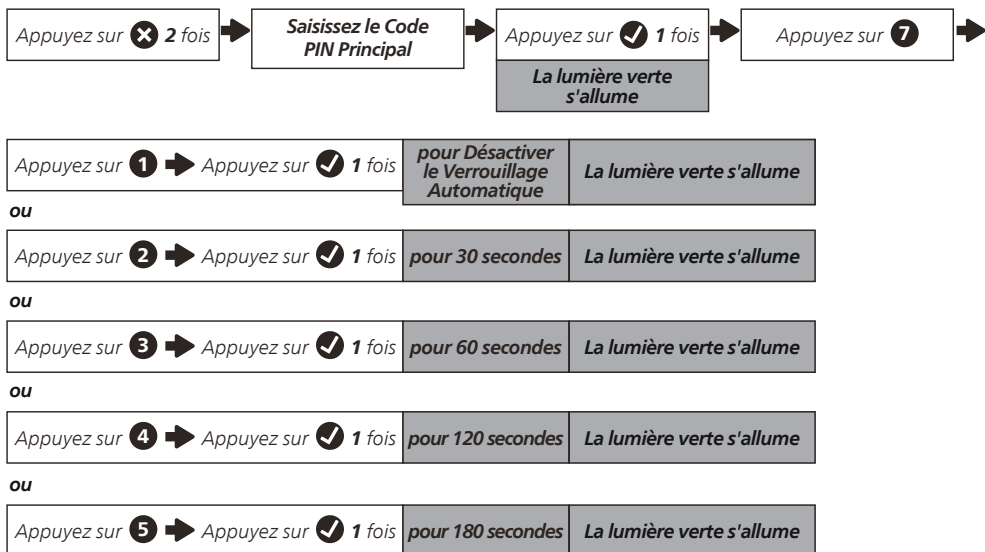 Appuyez sur ✖ 2 fois ➡ Saisissez le Code PIN Principal ➡ Appuyez sur ✔ 1 fois ➡ Appuyez sur 7 ➡
La lumière verte s'allume
Appuyez sur 1 ➡ Appuyez sur ✔ 1 fois pour Désactiver le Verrouillage Automatique La lumière verte s'allume
ou
Appuyez sur 2 ➡ Appuyez sur ✔ 1 fois pour 30 secondes La lumière verte s'allume
ou
Appuyez sur 3 ➡ Appuyez sur ✔ 1 fois pour 60 secondes La lumière verte s'allume
ou
Appuyez sur 4 ➡ Appuyez sur ✔ 1 fois pour 120 secondes La lumière verte s'allume
ou
Appuyez sur 5 ➡ Appuyez sur ✔ 1 fois pour 180 secondes La lumière verte s'allume